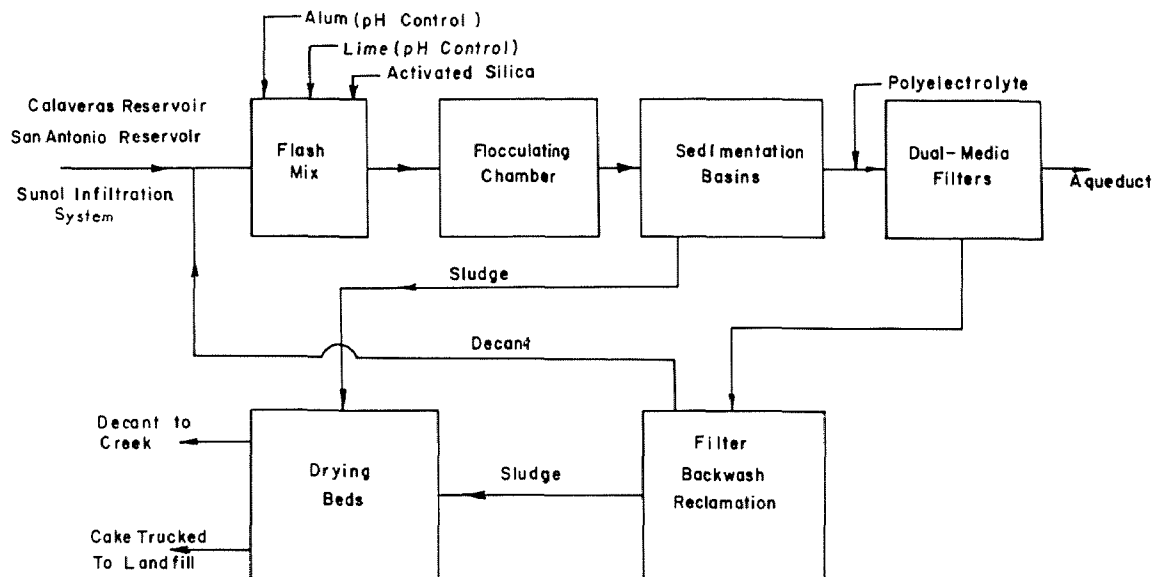 Alum (pH Control)
Lime (pH Control)
Activated Silica
Polyelectrolyte
Calaveras Reservoir
San Antonio Reservoir
Sunol Infiltration
System
Flash
Mix
Flocculating
Chamber
Sedimentation
Basins
Dual-Media
Filters
Aqueduct
Sludge
Decant
Decant to
Creek
Drying
Beds
Sludge
Filter
Backwash
Reclamation
Cake Trucked
To Landfill